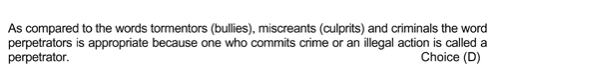 As compared to the words tormentors (bullies), miscreants (culprits) and criminals the word
perpetrators is appropriate because one who commits crime or an illegal action is called a
perpetrator. Choice (D)